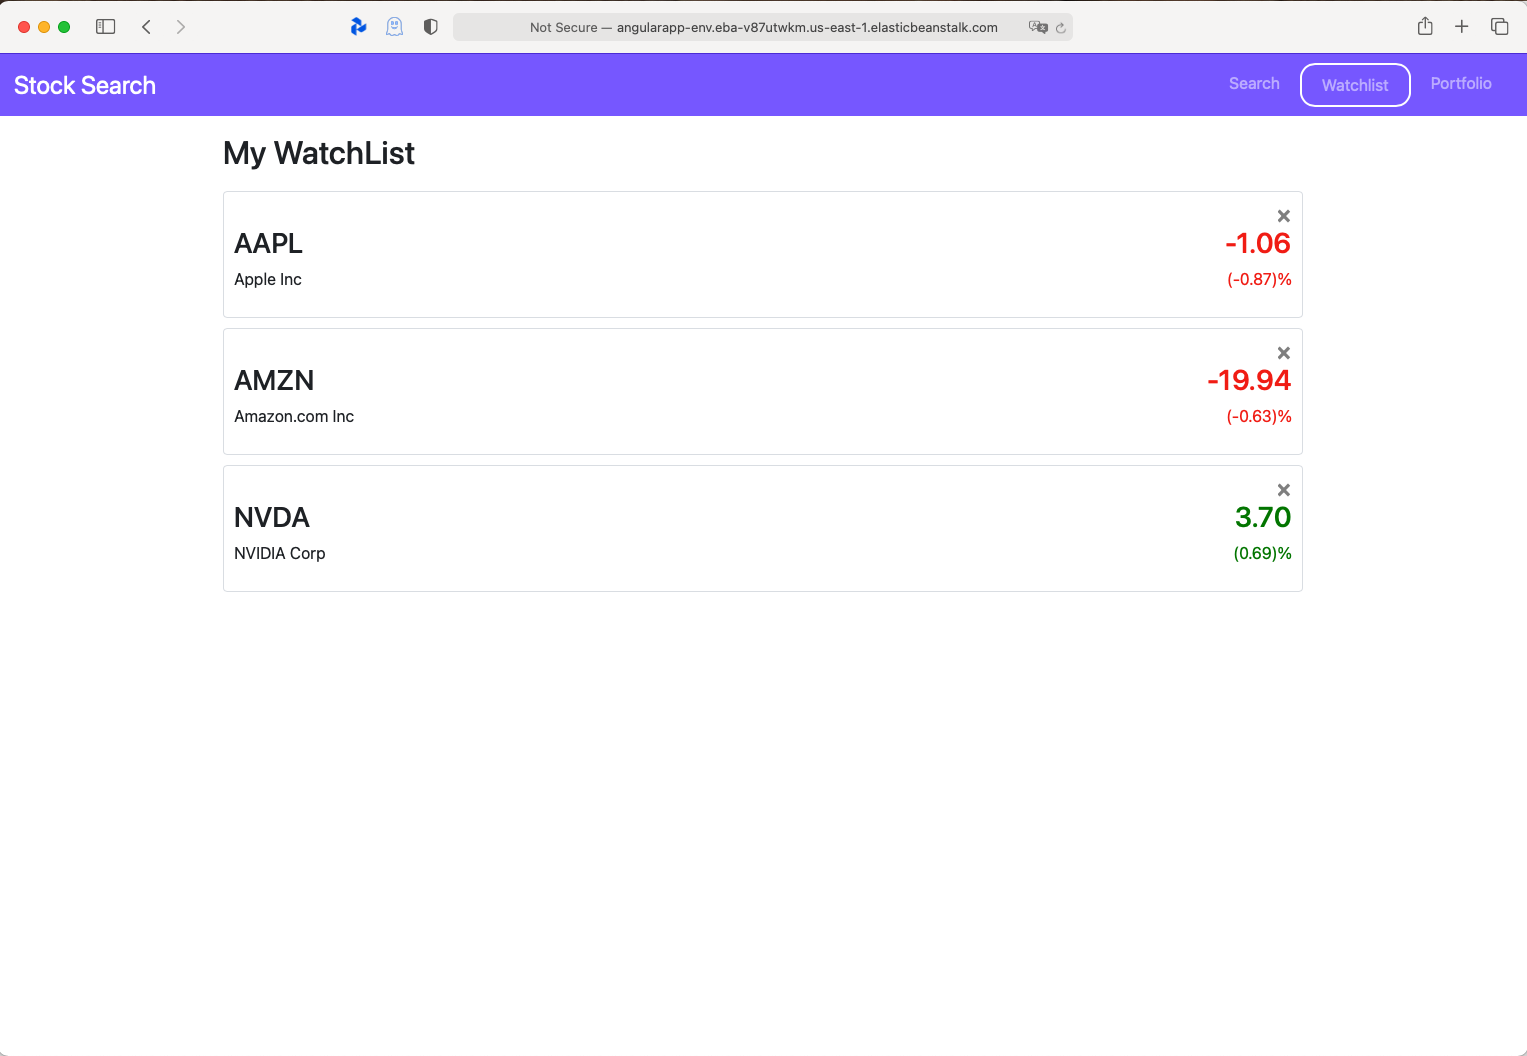 Not Secure — angularapp-env.eba-v87utwkm.us-east-1.elasticbeanstalk.com
Stock Search
Search
Watchlist
Portfolio
My WatchList
AAPL
-1.06
Apple Inc
(-0.87)%
AMZN
-19.94
Amazon.com Inc
(-0.63)%
NVDA
3.70
NVIDIA Corp
(0.69)%